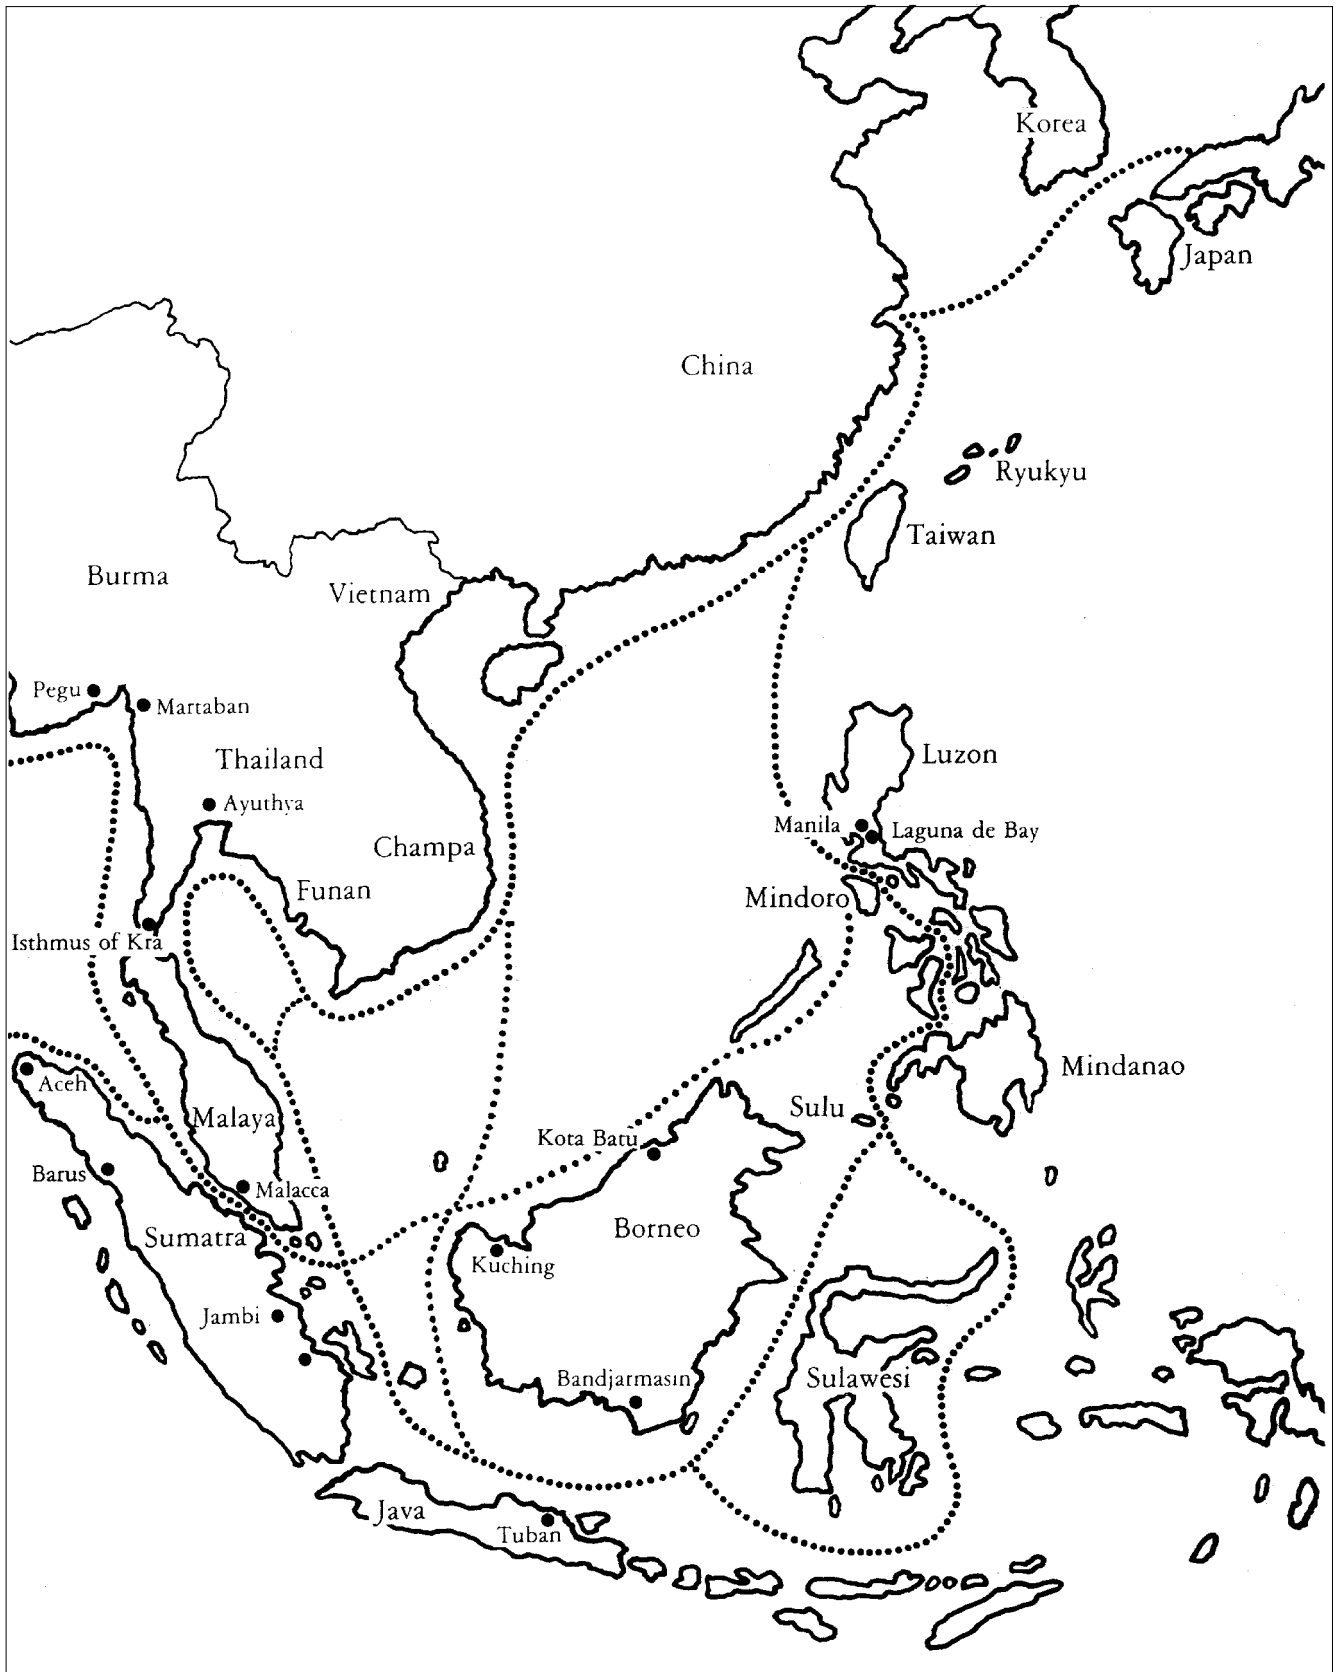 Korea
Japan
China
Ryukyu
Taiwan
Burma
Vietnam
Pegu
Martaban
Thailand
Luzon
Ayuthya
Manila
Laguna de Bay
Champa
Funan
Mindoro
Isthmus of Kra
Mindanao
Aceh
Sulu
Malaya
Kota Batu
Barus
Malacca
Borneo
Sumatra
Kuching
Jambi
Bandjarmasin
Sulawesi
Java
Tuban